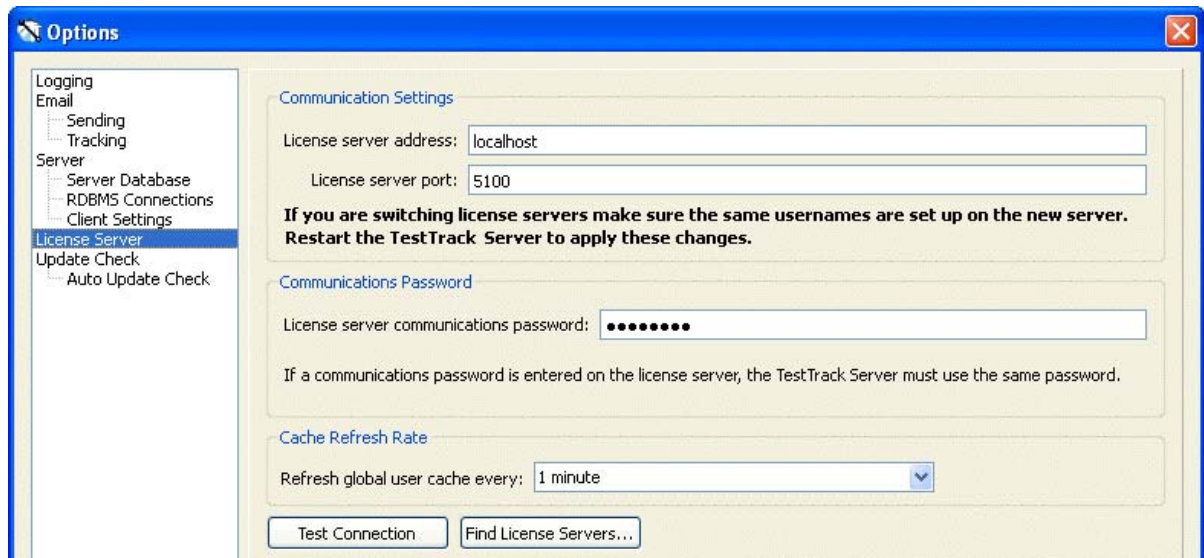 Options
Logging
Email
Sending
Tracking
Server
Server Database
RDBMS Connections
Client Settings
License Server
Update Check
Auto Update Check
Communication Settings
License server address: localhost
License server port: 5100
If you are switching license servers make sure the same usernames are set up on the new server.
Restart the TestTrack Server to apply these changes.
Communications Password
License server communications password: ●●●●●●●●
If a communications password is entered on the license server, the TestTrack Server must use the same password.
Cache Refresh Rate
Refresh global user cache every: 1 minute
Test Connection Find License Servers...